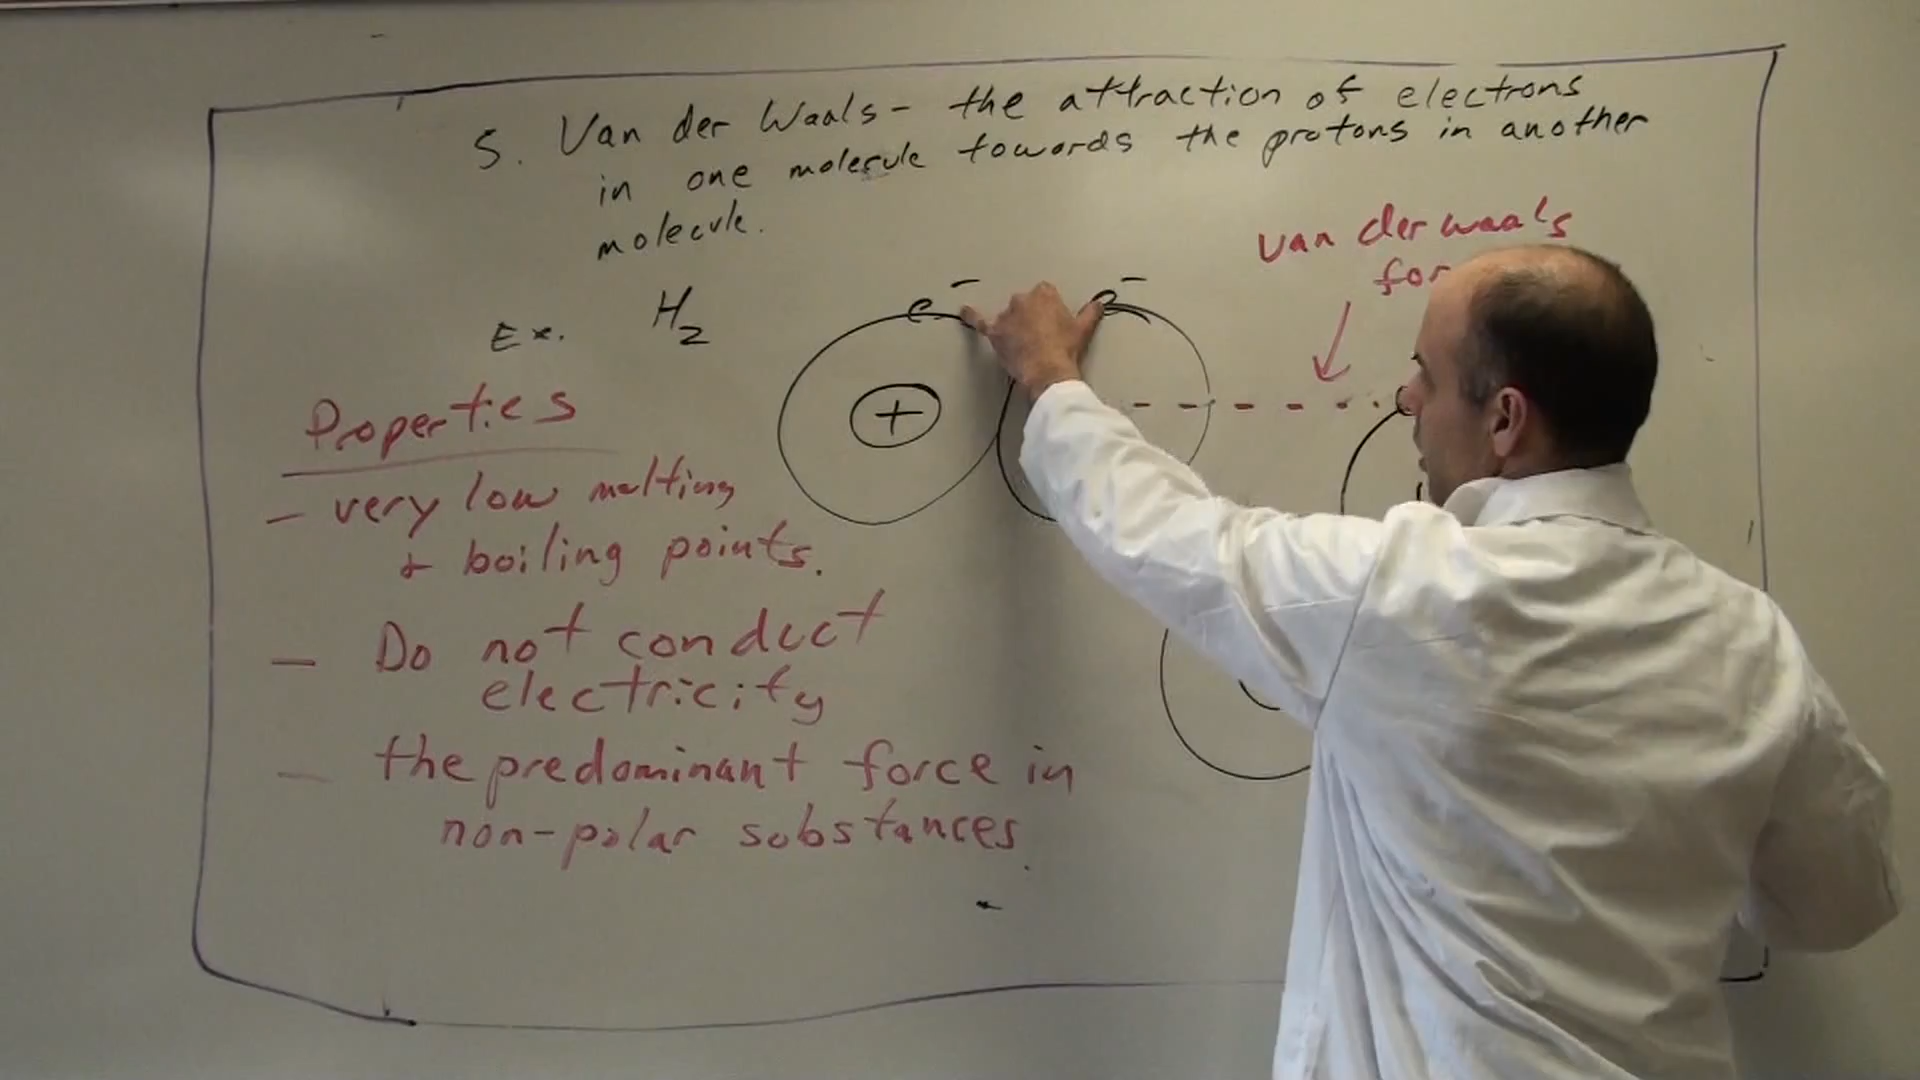 5. Van der Waals - the attraction of electrons
in one molecule towards the protons in another
molecule.
van der waals
for
Ex. H2
e-
e-
+
Properties
- very low melting
+ boiling points.
- Do not conduct
electricity
- the predominant force in
non-polar substances.